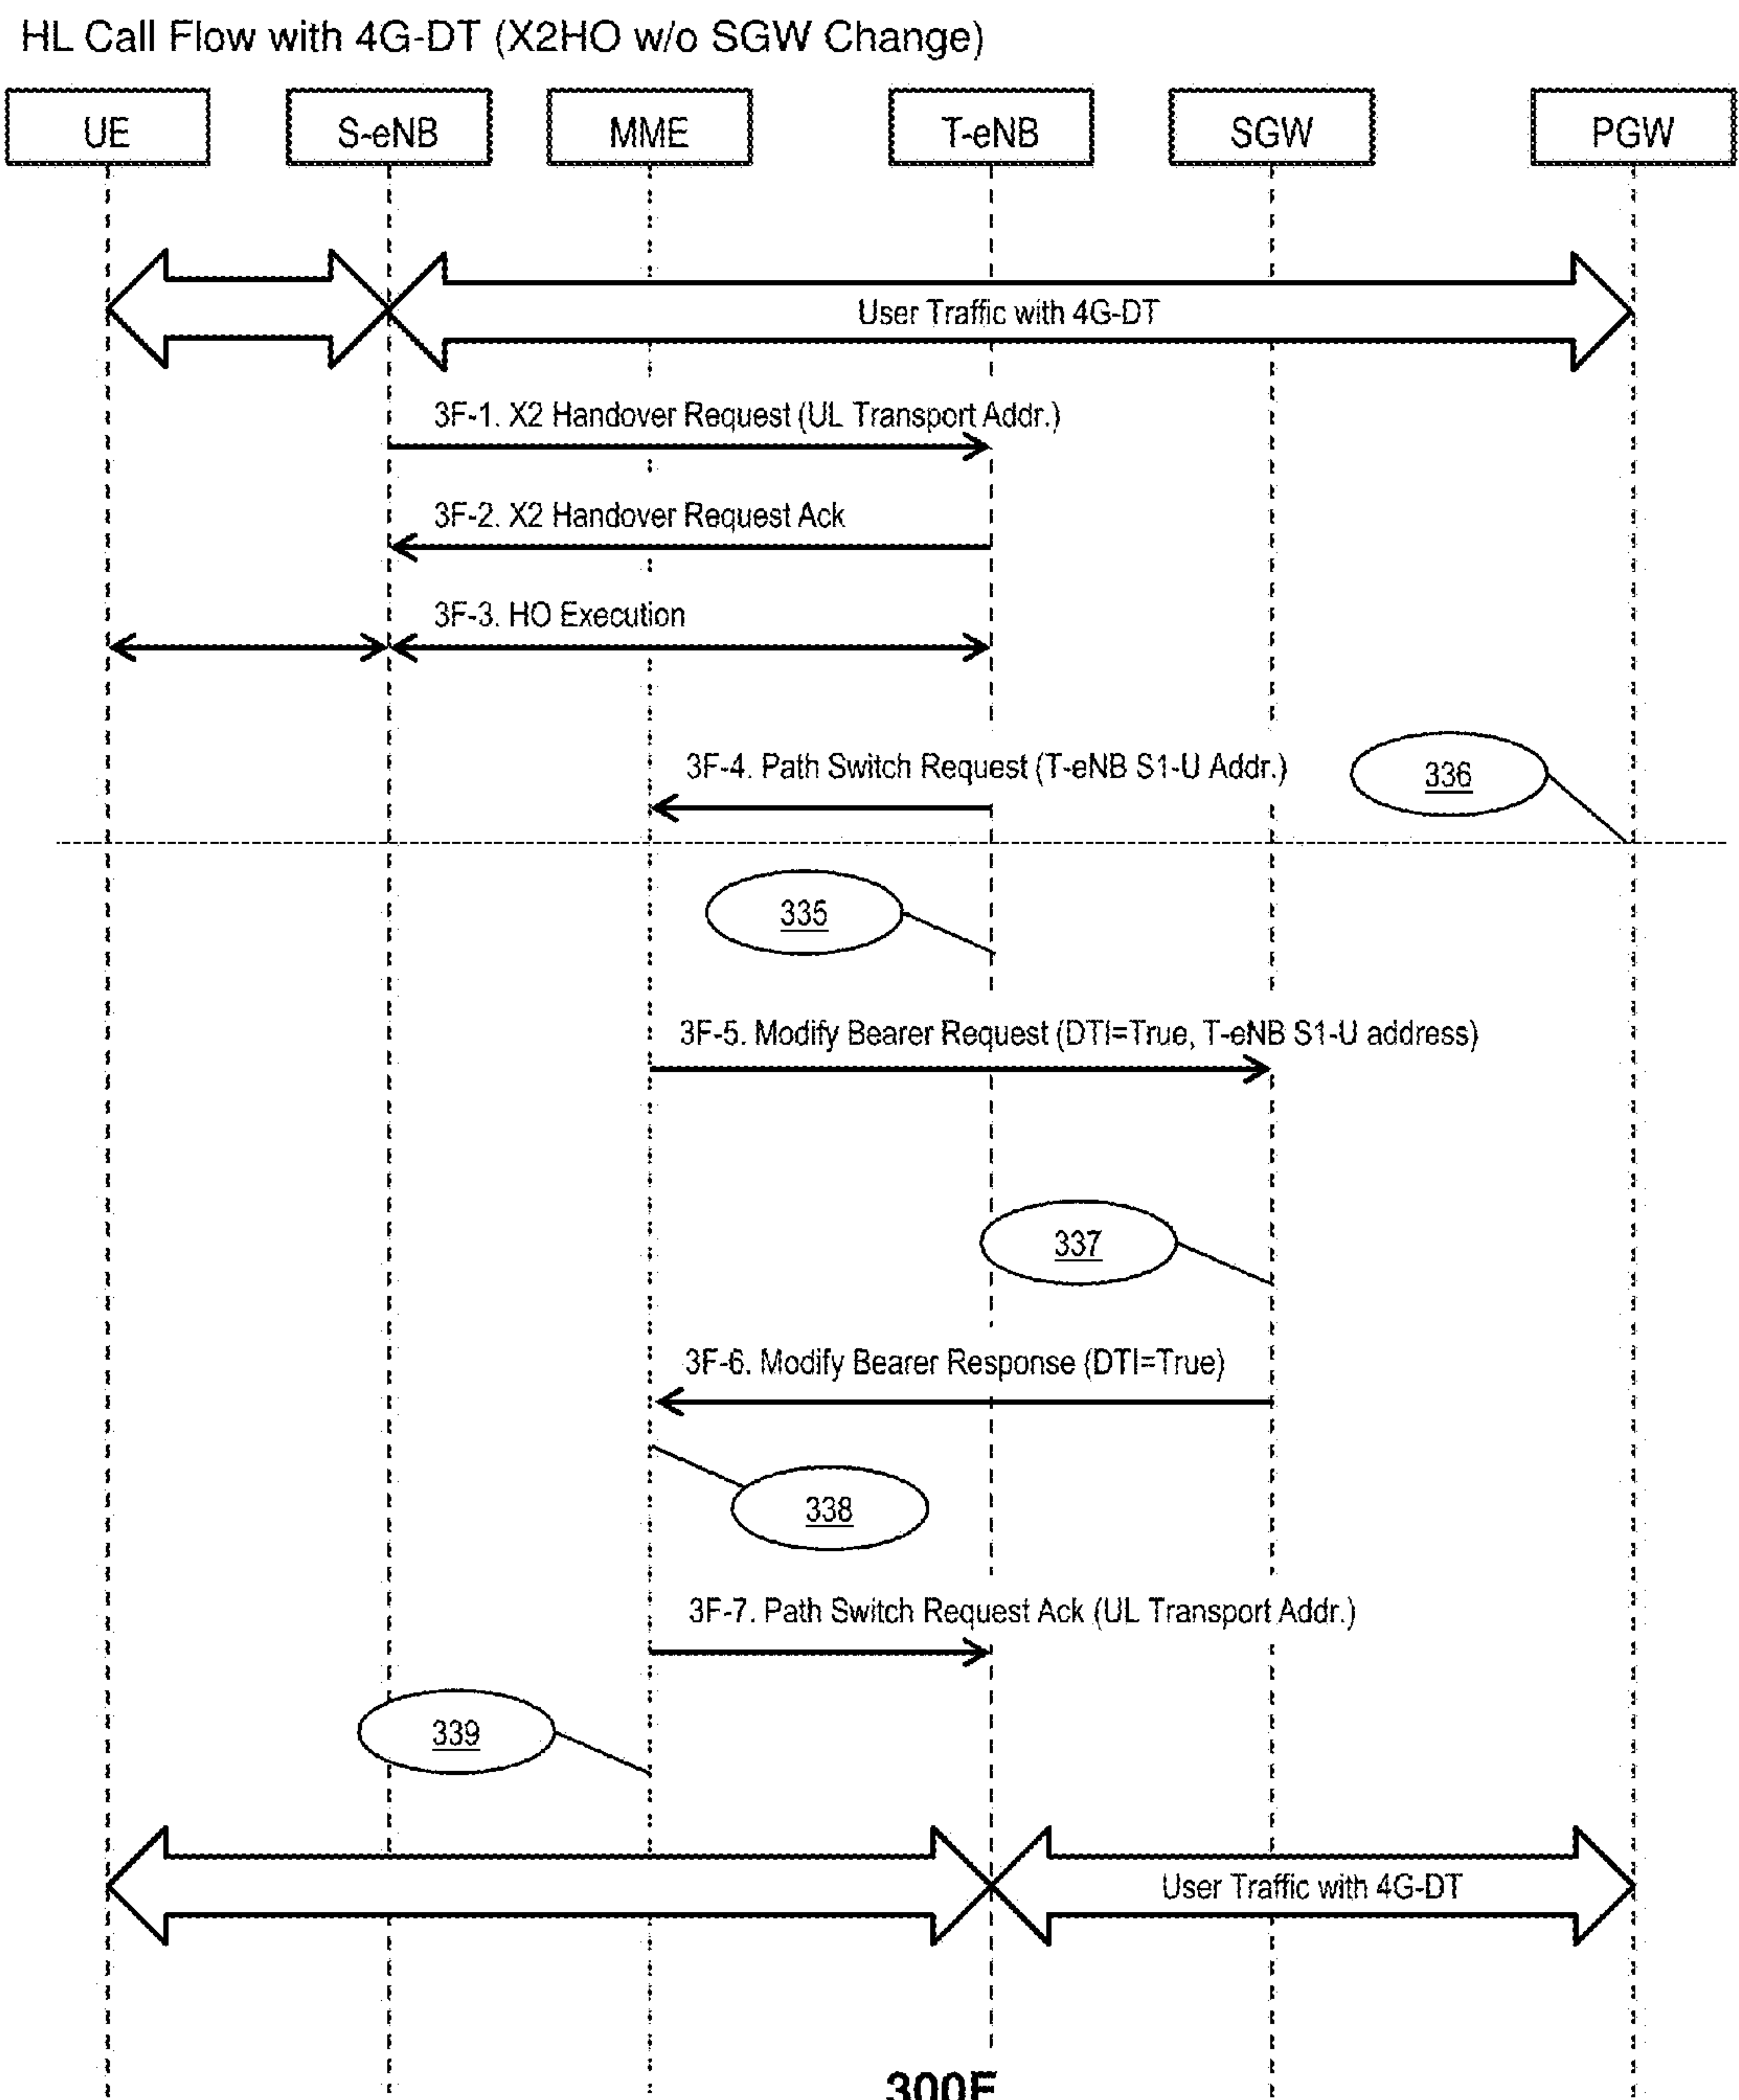 HL Call Flow with 4G-DT (X2HO w/o SGW Change)
UE S-eNB MME T-eNB SGW PGW
User Traffic with 4G-DT
3F-1. X2 Handover Request (UL Transport Addr.)
3F-2. X2 Handover Request Ack
3F-3. HO Execution
3F-4. Path Switch Request (T-eNB S1-U Addr.)
336
335
3F-5. Modify Bearer Request (DTI=True, T-eNB S1-U address)
337
3F-6. Modify Bearer Response (DTI=True)
338
3F-7. Path Switch Request Ack (UL Transport Addr.)
339
User Traffic with 4G-DT